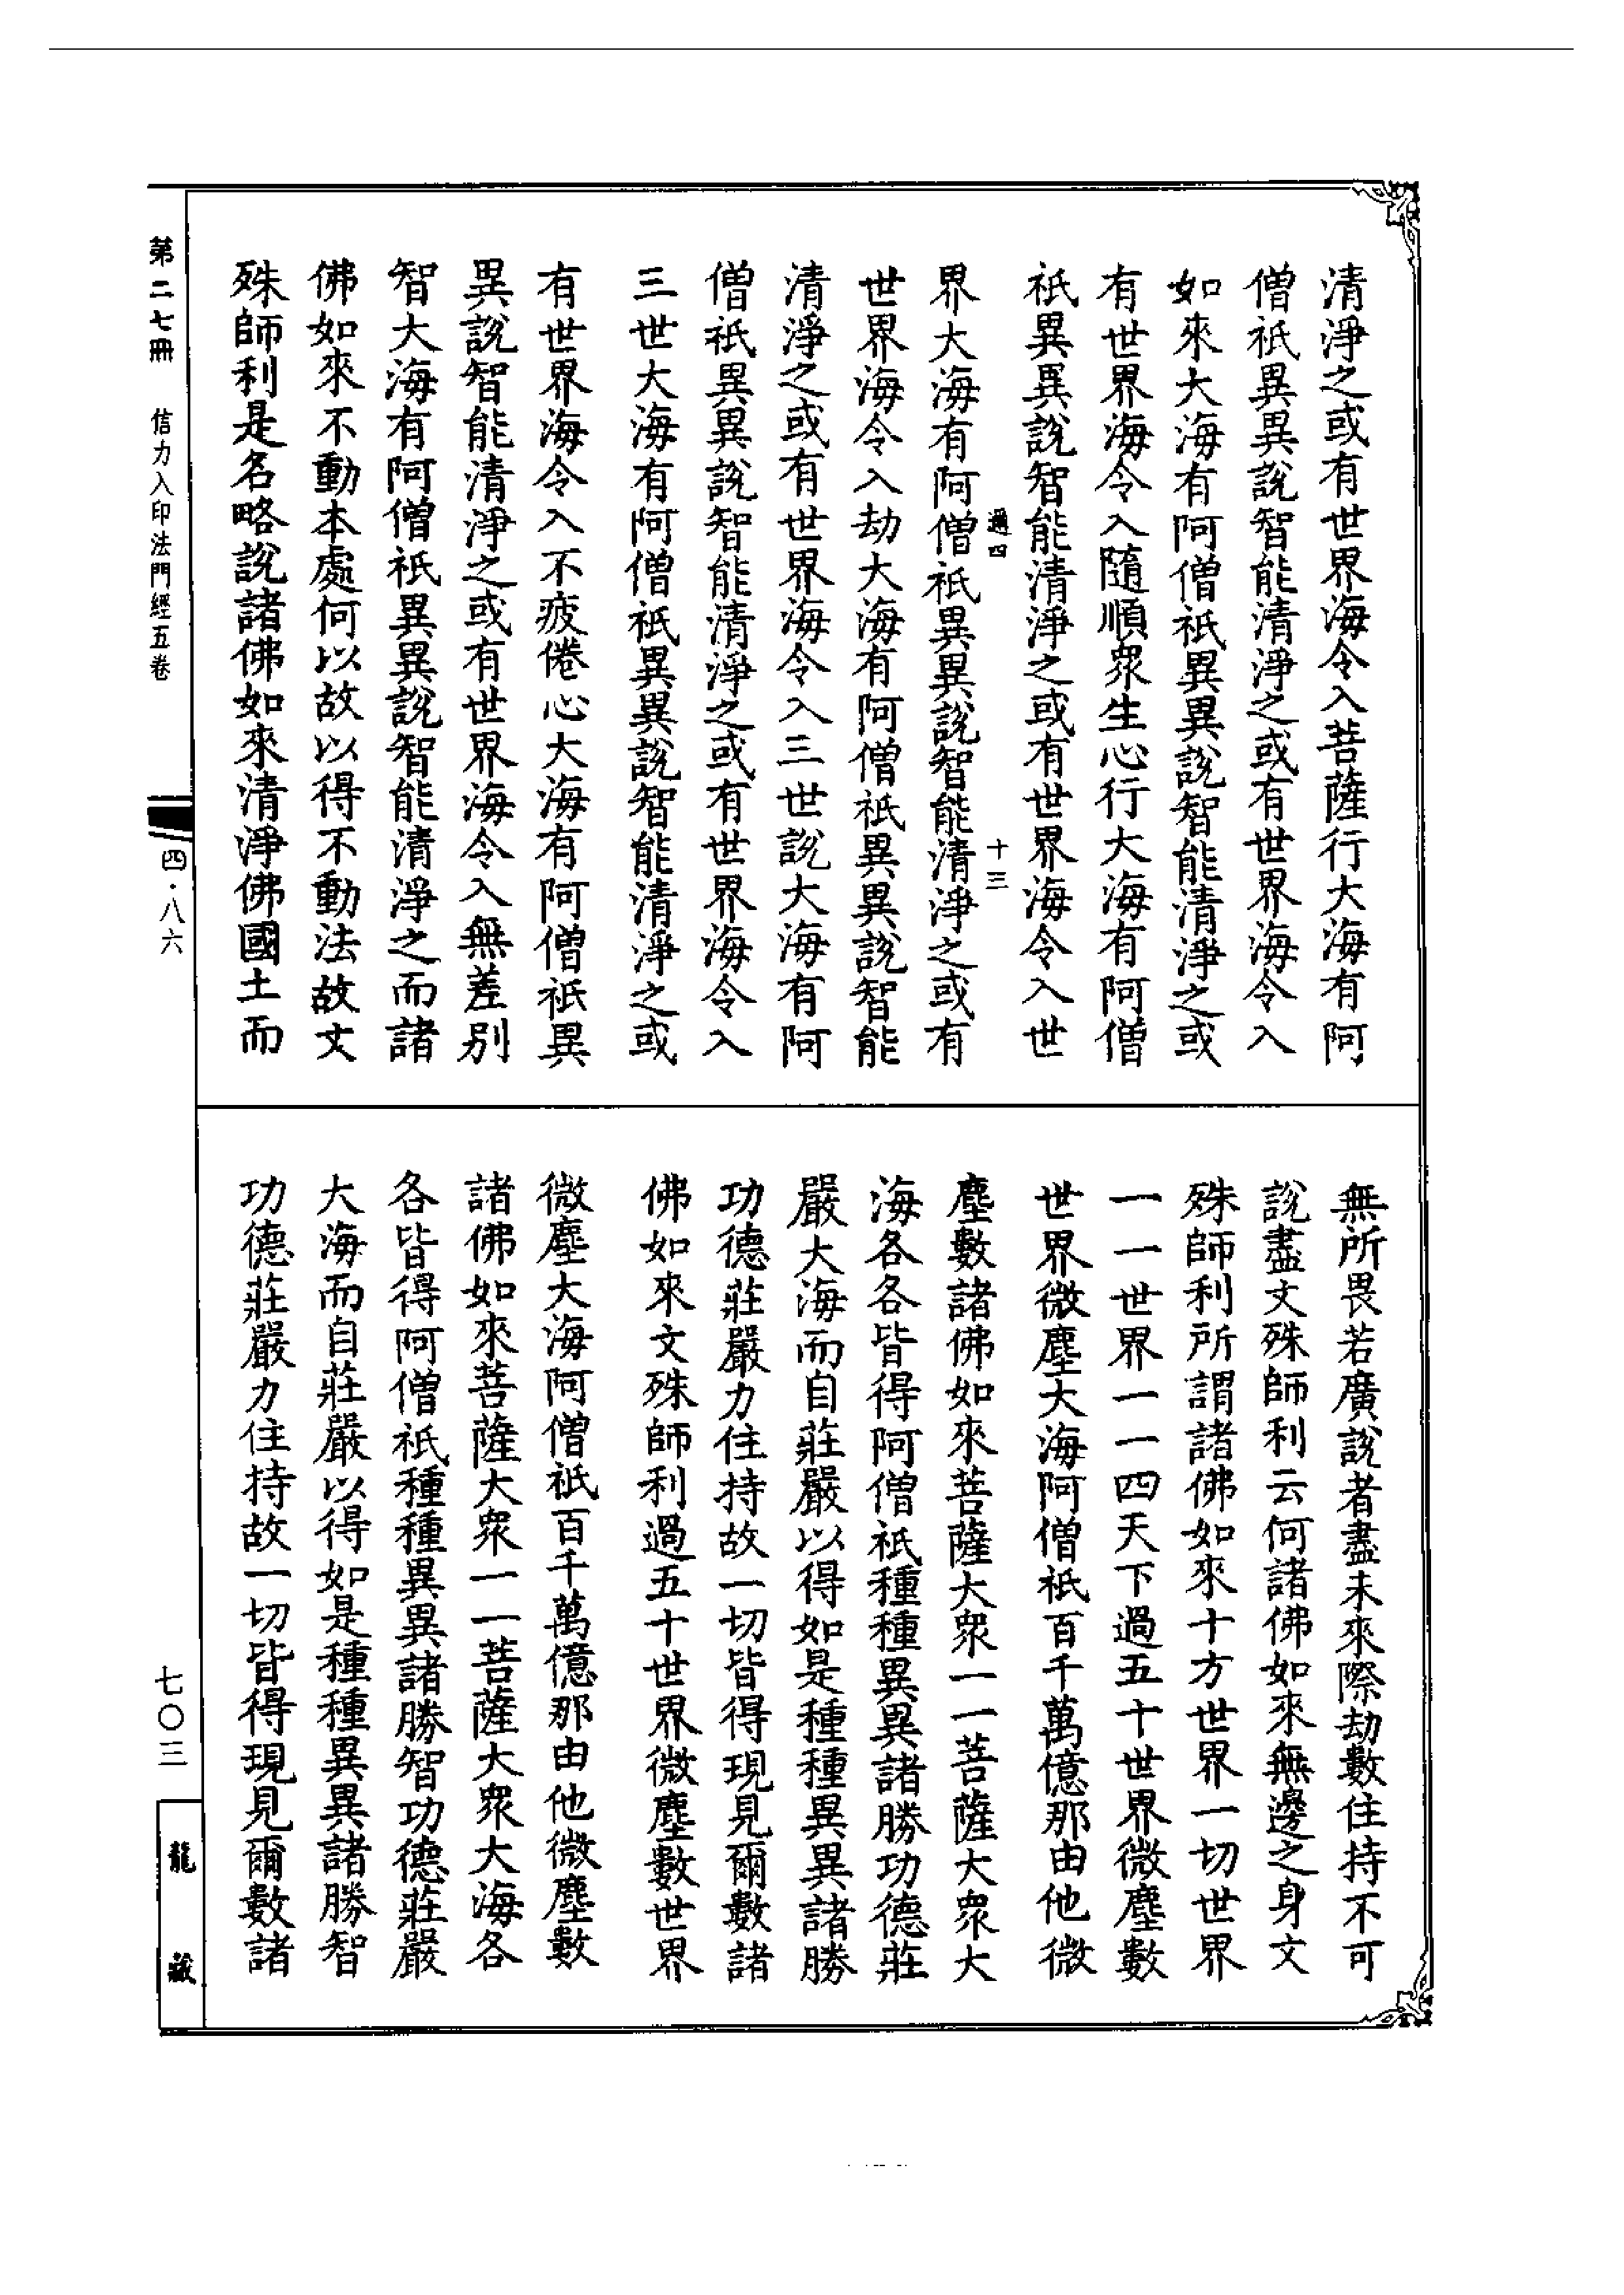 清淨之或有世界海令入菩薩行大海有阿
僧祇異異說智能清淨之或有世界海令入
如來大海有阿僧祇異異說智能清淨之或
有世界海令入隨順衆生心行大海有阿僧
祇異異說智能清淨之或有世界海令入世
邇四 十三
界大海有阿僧祇異異說智能清淨之或有
世界海令入劫大海有阿僧祇異異說智能
清淨之或有世界海令入三世說大海有阿
僧祇異異說智能清淨之或有世界海令入
三世大海有阿僧祇異異說智能清淨之或
有世界海令入不疲倦心大海有阿僧祇異
異說智能清淨之或有世界海令入無差別
智大海有阿僧祇異異說智能清淨之而諸
佛如來不動本處何以故以得不動法故文
殊師利是名略說諸佛如來清淨佛國土而
無所畏若廣說者盡未來際劫數住持不可
說盡文殊師利云何諸佛如來無邊之身文
殊師利所謂諸佛如來十方世界一切世界
一一世界一一四天下過五十世界微塵數
世界微塵大海阿僧祇百千萬億那由他微
塵數諸佛如來菩薩大衆一一菩薩大衆大
海各各皆得阿僧祇種種異異諸勝功德莊
嚴大海而自莊嚴以得如是種種異異諸勝
功德莊嚴力住持故一切皆得現見爾數諸
佛如來文殊師利過五十世界微塵數世界
微塵大海阿僧祇百千萬億那由他微塵數
諸佛如來菩薩大衆一一菩薩大衆大海各
各皆得阿僧祇種種異異諸勝智功德莊嚴
大海而自莊嚴以得如是種種異異諸勝智
功德莊嚴力住持故一切皆得現見爾數諸
第二七冊 信力入印法門經五卷
四·八六
七〇三
龍藏